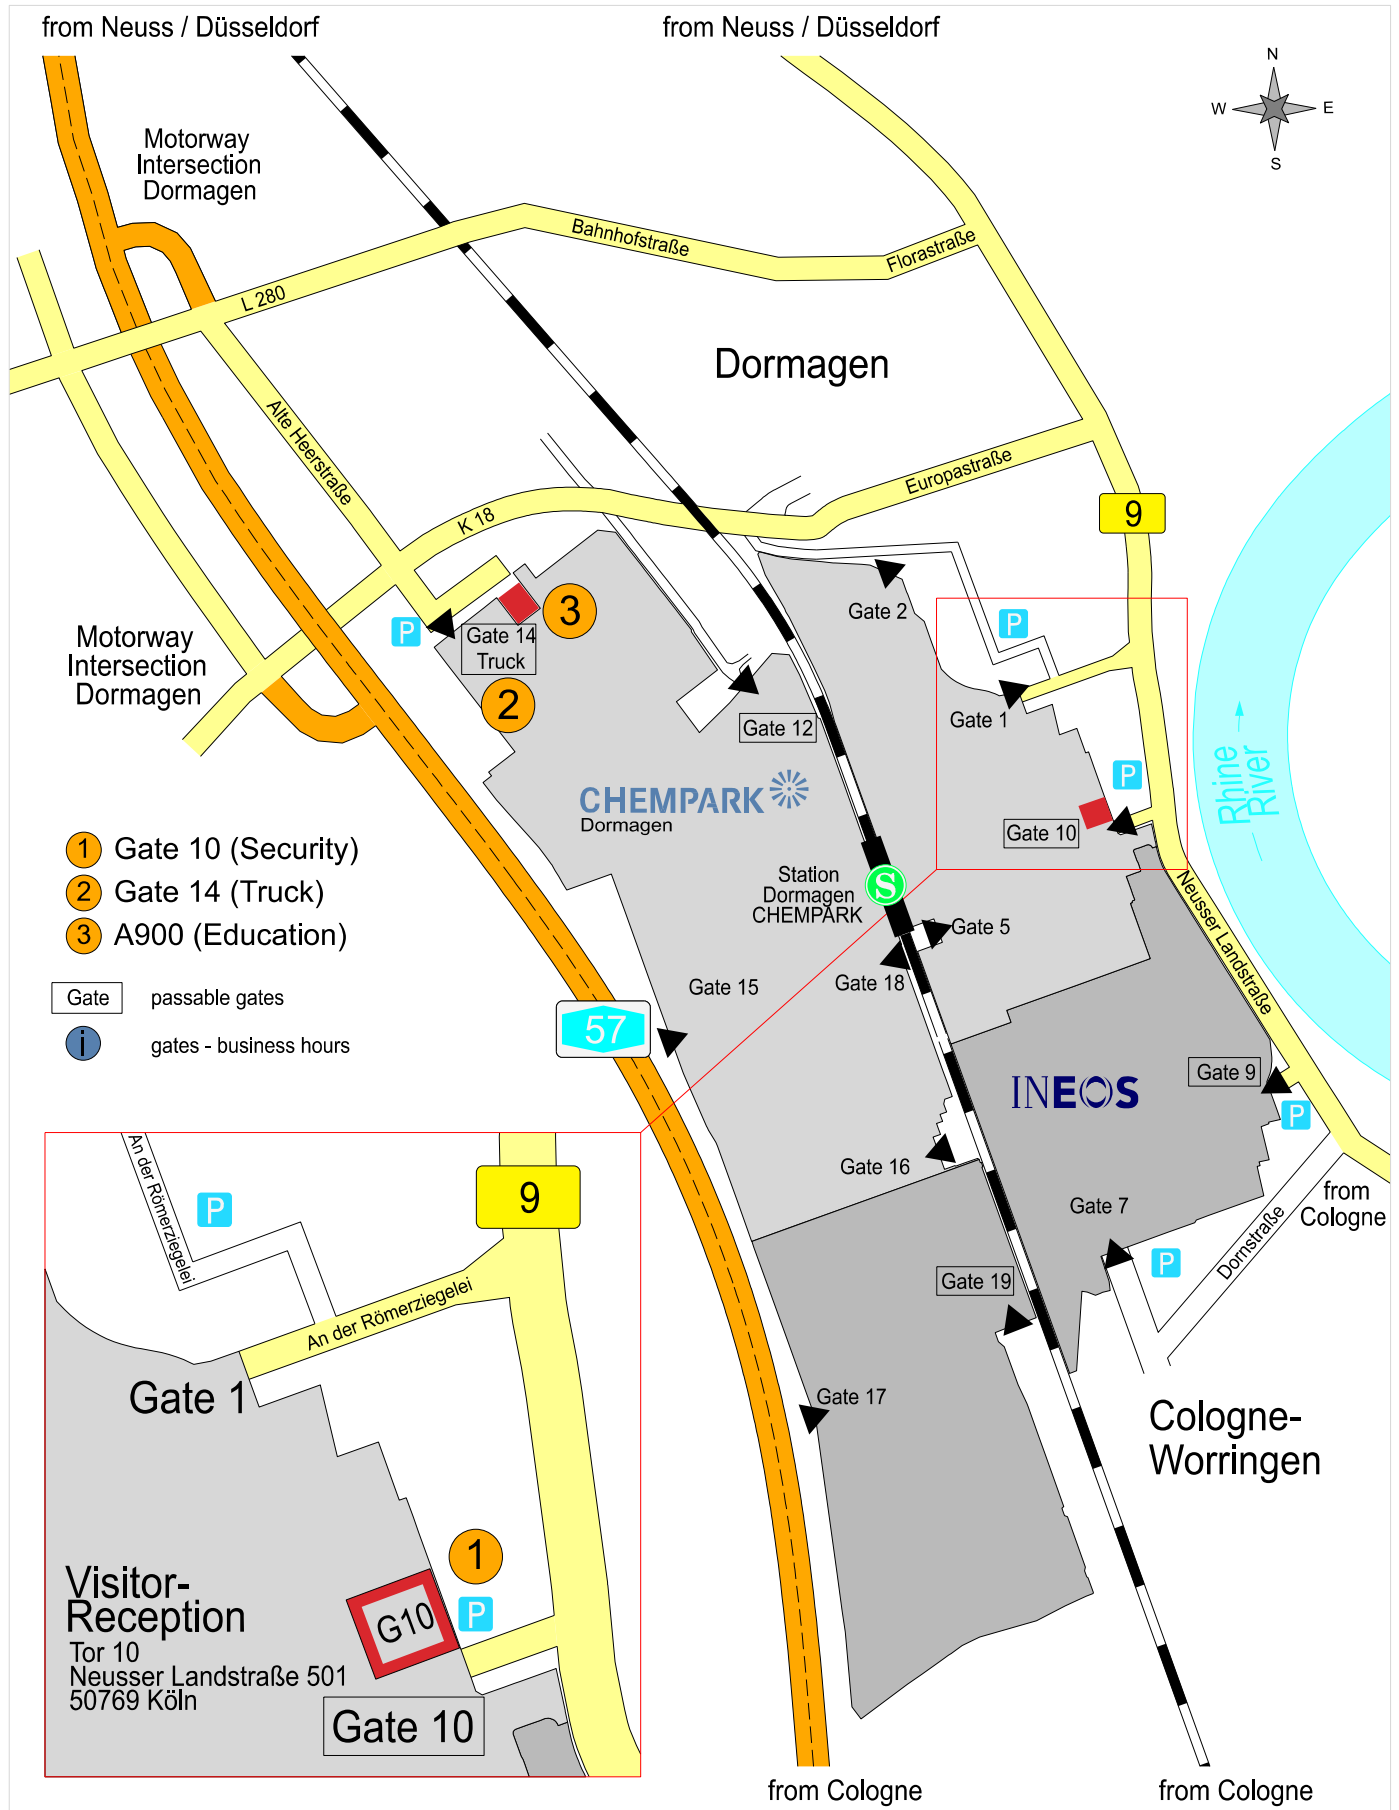 from Neuss / Düsseldorf
from Neuss / Düsseldorf
N
W
E
S
Motorway
Intersection
Dormagen
Bahnhofstraße
Florastraße
L 280
Dormagen
Alte Heerstraße
Europastraße
K 18
9
Gate 2
P
3
P
Gate 14
Truck
2
Motorway
Intersection
Dormagen
Gate 12
Gate 1
P
Rhine
River
CHEMPARK
Dormagen
Gate 10
1 Gate 10 (Security)
2 Gate 14 (Truck)
3 A900 (Education)
Station
Dormagen
CHEMPARK
S
Gate 5
Neusser Landstraße
Gate 15
Gate 18
Gate passable gates
i gates - business hours
57
INEOS
Gate 9
P
Gate 16
Gate 7
from
Cologne
Dornstraße
P
Gate 19
Gate 17
Cologne-
Worringen
An der Römerziegelei
P
9
An der Römerziegelei
Gate 1
1
Visitor-
Reception
Tor 10
Neusser Landstraße 501
50769 Köln
G10
P
Gate 10
from Cologne
from Cologne